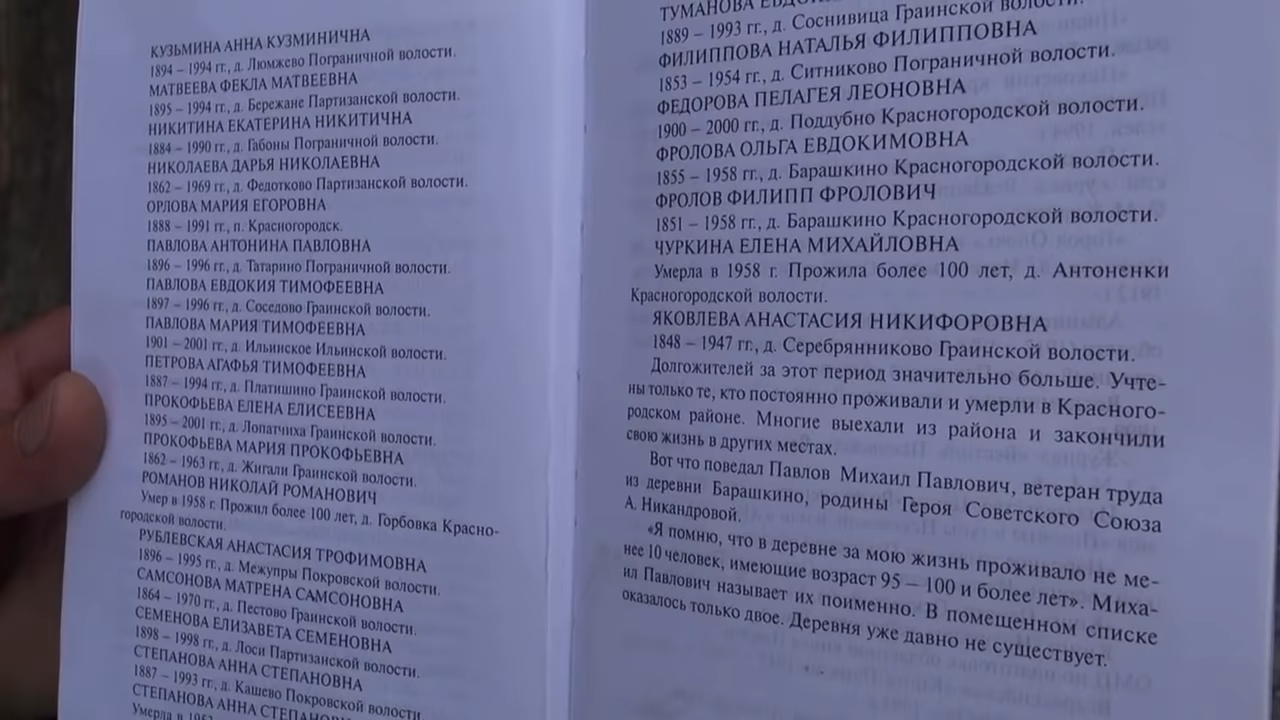 КУЗЬМИНА АННА КУЗМИНИЧНА
1894 – 1994 гг., д. Люмжево Пограничной волости.
МАТВЕЕВА ФЕКЛА МАТВЕЕВНА
1895 – 1994 гг., д. Бережане Партизанской волости.
НИКИТИНА ЕКАТЕРИНА НИКИТИЧНА
1884 – 1990 гг., д. Габоны Пограничной волости.
НИКОЛАЕВА ДАРЬЯ НИКОЛАЕВНА
1862 – 1969 гг., д. Федотково Партизанской волости.
ОРЛОВА МАРИЯ ЕГОРОВНА
1888 – 1991 гг., п. Красногородск.
ПАВЛОВА АНТОНИНА ПАВЛОВНА
1896 – 1996 гг., д. Татарино Пограничной волости.
ПАВЛОВА ЕВДОКИЯ ТИМОФЕЕВНА
1897 – 1996 гг., д. Соседово Граинской волости.
ПАВЛОВА МАРИЯ ТИМОФЕЕВНА
1901 – 2001 гг., д. Ильинское Ильинской волости.
ПЕТРОВА АГАФЬЯ ТИМОФЕЕВНА
1887 – 1994 гг., д. Платишино Граинской волости.
ПРОКОФЬЕВА ЕЛЕНА ЕЛИСЕЕВНА
1895 – 2001 гг., д. Лопатчиха Граинской волости.
ПРОКОФЬЕВА МАРИЯ ПРОКОФЬЕВНА
1862 – 1963 гг., д. Жигали Граинской волости.
РОМАНОВ НИКОЛАЙ РОМАНОВИЧ
Умер в 1958 г. Прожил более 100 лет, д. Горбовка Красно-
городской волости.
РУБЛЕВСКАЯ АНАСТАСИЯ ТРОФИМОВНА
1896 – 1995 гг., д. Межупры Покровской волости.
САМСОНОВА МАТРЕНА САМСОНОВНА
1864 – 1970 гг., д. Пестово Граинской волости.
СЕМЕНОВА ЕЛИЗАВЕТА СЕМЕНОВНА
1898 – 1998 гг., д. Лоси Партизанской волости.
СТЕПАНОВА АННА СТЕПАНОВНА
1887 – 1993 гг., д. Кашево Покровской волости.
СТЕПАНОВА АННА СТЕПАНОВНА
Умерла в
ТУМАНОВА
1889 – 1993 гг., д. Соснивица Граинской волости.
ФИЛИППОВА НАТАЛЬЯ ФИЛИППОВНА
1853 – 1954 гг., д. Ситниково Пограничной волости.
ФЕДОРОВА ПЕЛАГЕЯ ЛЕОНОВНА
1900 – 2000 гг., д. Поддубно Красногородской волости.
ФРОЛОВА ОЛЬГА ЕВДОКИМОВНА
1855 – 1958 гг., д. Барашкино Красногородской волости.
ФРОЛОВ ФИЛИПП ФРОЛОВИЧ
1851 – 1958 гг., д. Барашкино Красногородской волости.
ЧУРКИНА ЕЛЕНА МИХАЙЛОВНА
Умерла в 1958 г. Прожила более 100 лет, д. Антоненки
Красногородской волости.
ЯКОВЛЕВА АНАСТАСИЯ НИКИФОРОВНА
1848 – 1947 гг., д. Серебрянниково Граинской волости.
Долгожителей за этот период значительно больше. Учте-
ны только те, кто постоянно проживали и умерли в Красного-
родском районе. Многие выехали из района и закончили
свою жизнь в других местах.
Вот что поведал Павлов Михаил Павлович, ветеран труда
из деревни Барашкино, родины Героя Советского Союза
А. Никандровой.
«Я помню, что в деревне за мою жизнь проживало не ме-
нее 10 человек, имеющие возраст 95 – 100 и более лет». Миха-
ил Павлович называет их поименно. В помещенном списке
оказалось только двое. Деревня уже давно не существует.